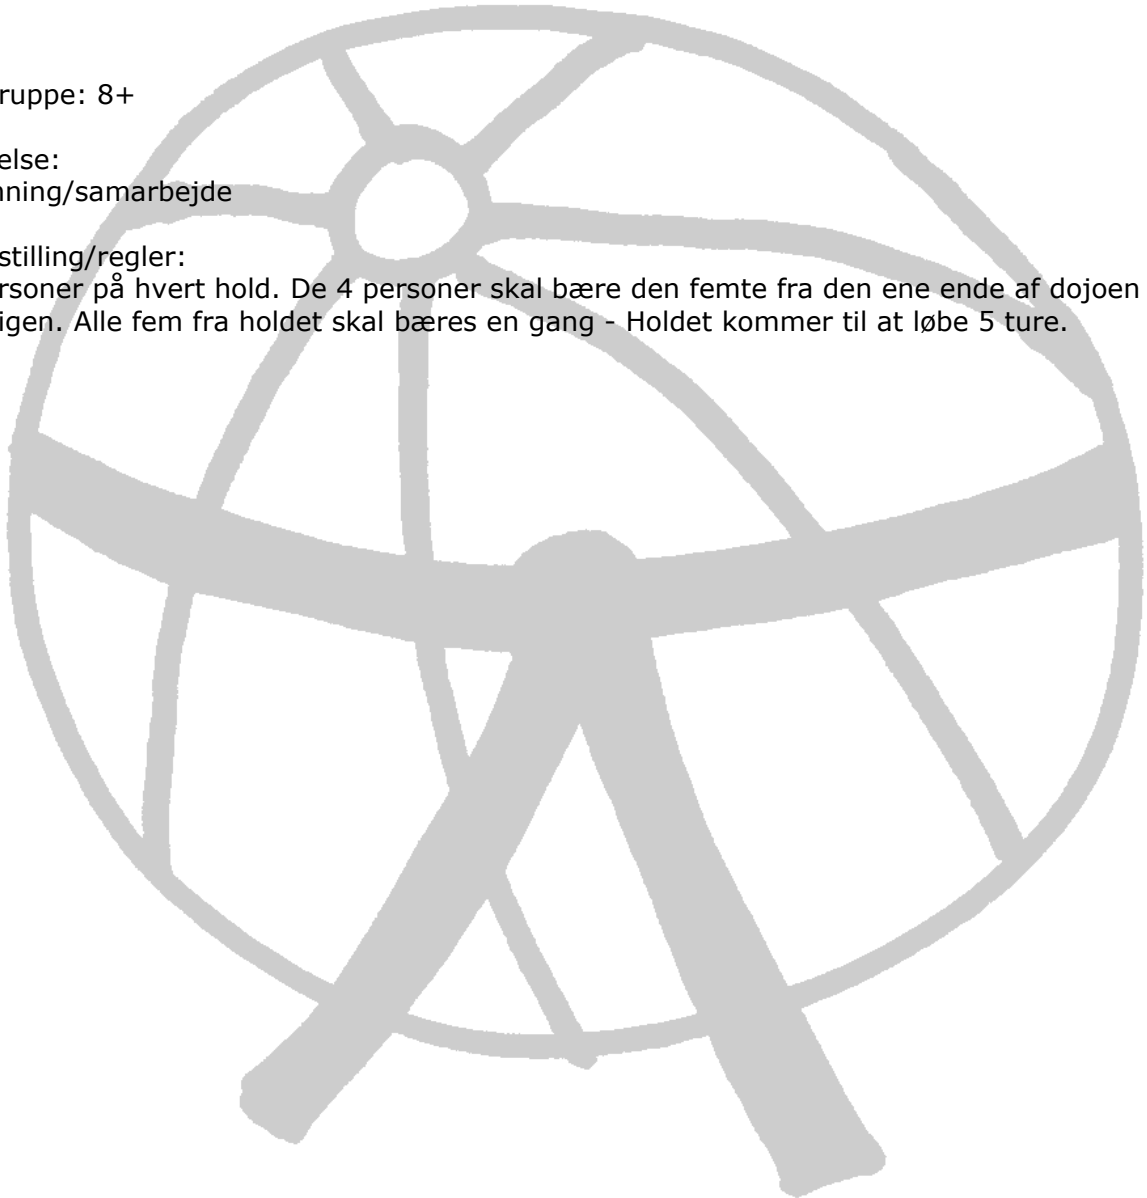 ruppe: 8+
else:
nning/samarbejde
stilling/regler:
rsoner på hvert hold. De 4 personer skal bære den femte fra den ene ende af dojoen
igen. Alle fem fra holdet skal bæres en gang - Holdet kommer til at løbe 5 ture.